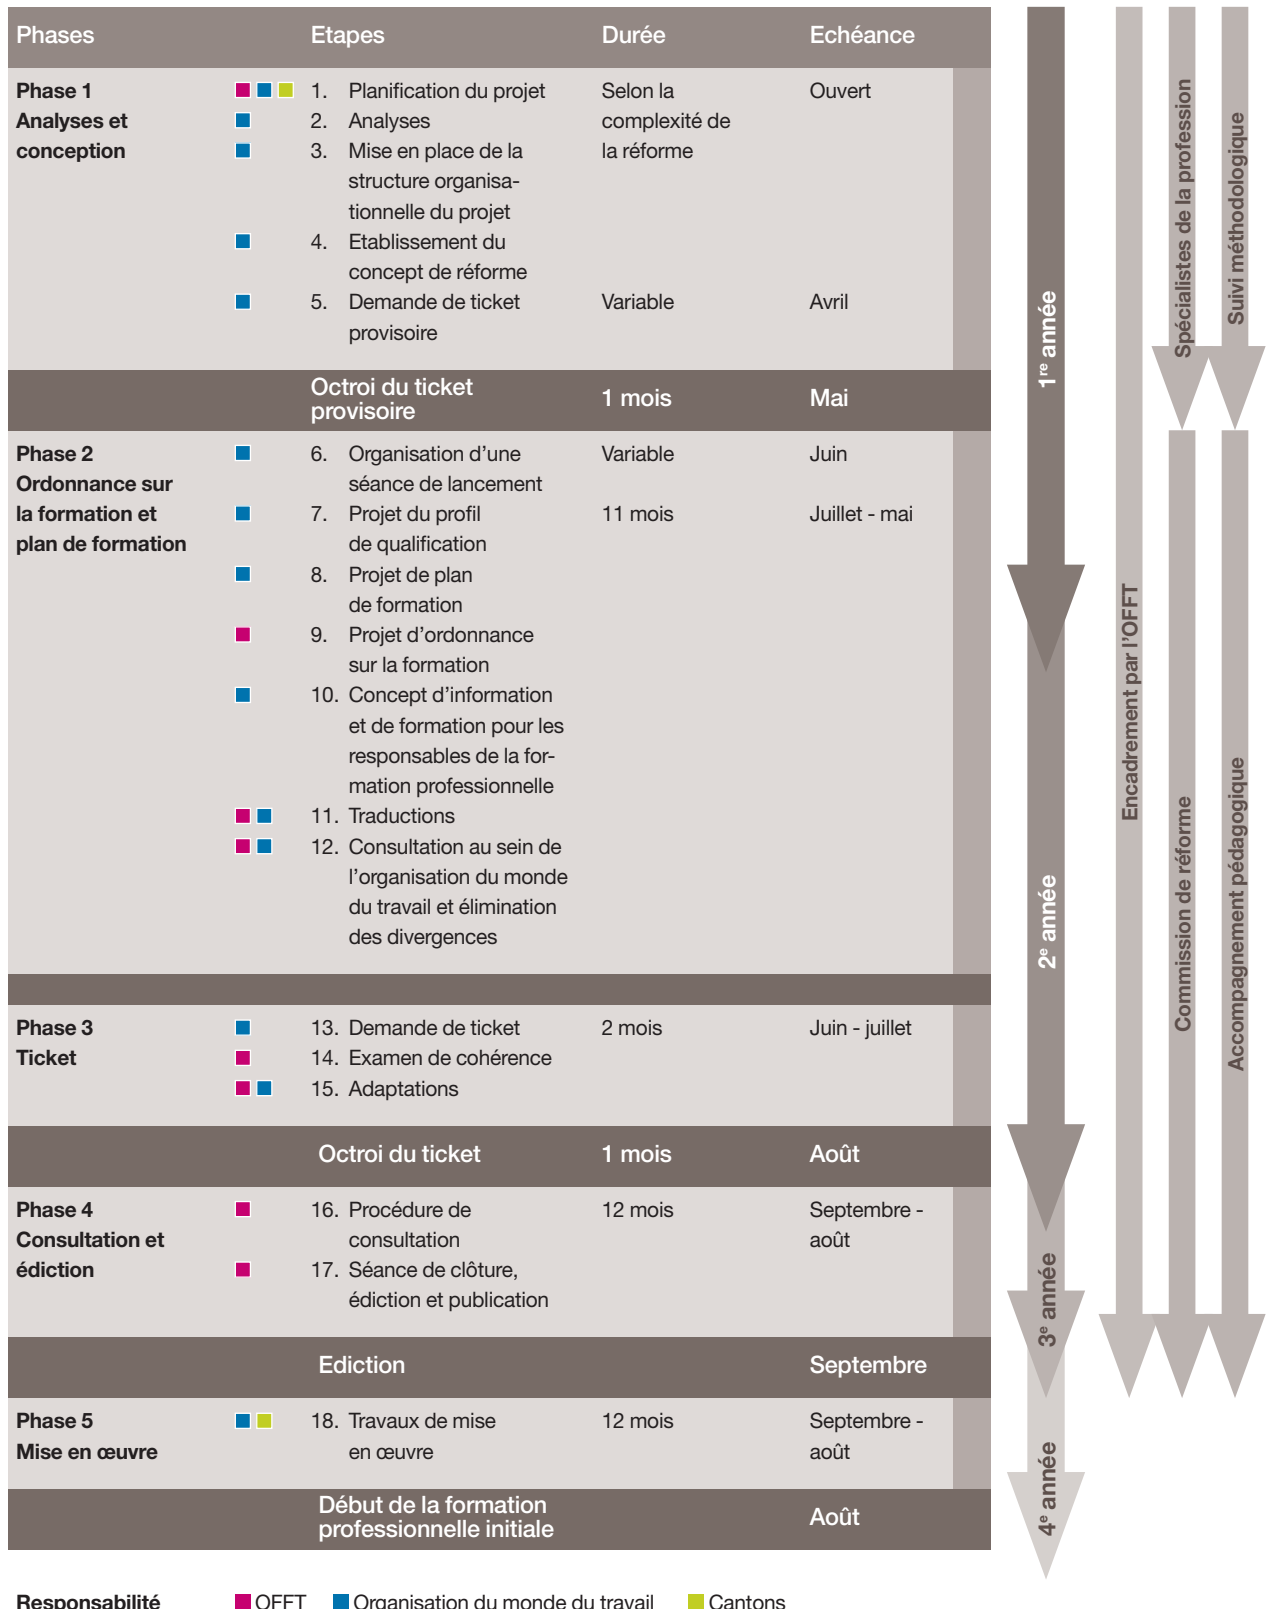 Phases Etapes Durée Echéance
Phase 1 1. Planification du projet Selon la Ouvert
Analyses et 2. Analyses complexité de
conception 3. Mise en place de la la réforme
structure organisa-
tionnelle du projet
4. Etablissement du
concept de réforme
5. Demande de ticket Variable Avril
provisoire
Octroi du ticket
provisoire 1 mois Mai
Phase 2 6. Organisation d’une Variable Juin
Ordonnance sur séance de lancement
la formation et 7. Projet du profil 11 mois Juillet - mai
plan de formation de qualification
8. Projet de plan
de formation
9. Projet d’ordonnance
sur la formation
10. Concept d’information
et de formation pour les
responsables de la for-
mation professionnelle
11. Traductions
12. Consultation au sein de
l’organisation du monde
du travail et élimination
des divergences
Phase 3 13. Demande de ticket 2 mois Juin - juillet
Ticket 14. Examen de cohérence
15. Adaptations
Octroi du ticket 1 mois Août
Phase 4 16. Procédure de 12 mois Septembre -
Consultation et consultation août
édiction 17. Séance de clôture,
édiction et publication
Ediction Septembre
Phase 5 18. Travaux de mise 12 mois Septembre -
Mise en œuvre en œuvre août
Début de la formation
professionnelle initiale Août
Responsabilité OFFT Organisation du monde du travail Cantons
1re année
2e année
3e année
4e année
Encadrement par l’OFFT
Spécialistes de la profession
Commission de réforme
Suivi méthodologique
Accompagnement pédagogique